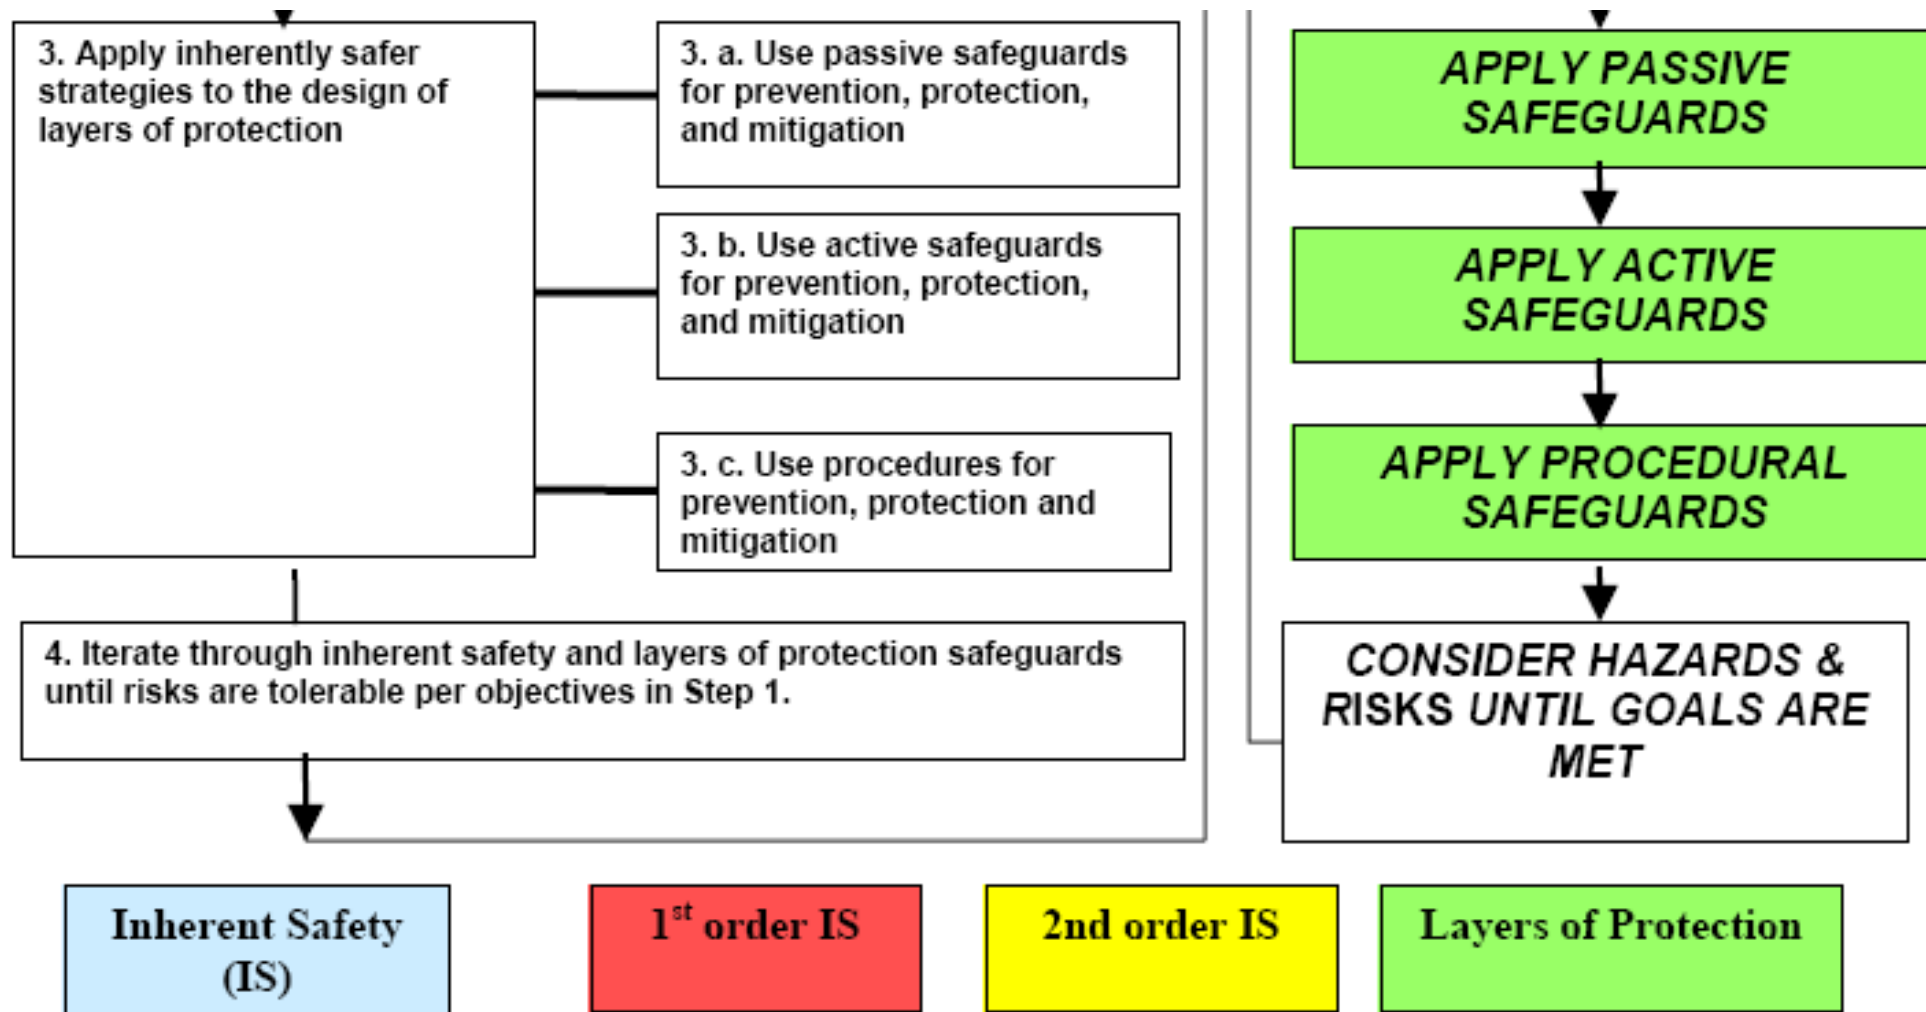 3. Apply inherently safer
strategies to the design of
layers of protection
3. a. Use passive safeguards
for prevention, protection,
and mitigation
3. b. Use active safeguards
for prevention, protection,
and mitigation
3. c. Use procedures for
prevention, protection and
mitigation
4. Iterate through inherent safety and layers of protection safeguards
until risks are tolerable per objectives in Step 1.
APPLY PASSIVE
SAFEGUARDS
APPLY ACTIVE
SAFEGUARDS
APPLY PROCEDURAL
SAFEGUARDS
CONSIDER HAZARDS &
RISKS UNTIL GOALS ARE
MET
Inherent Safety
(IS)
1st order IS
2nd order IS
Layers of Protection